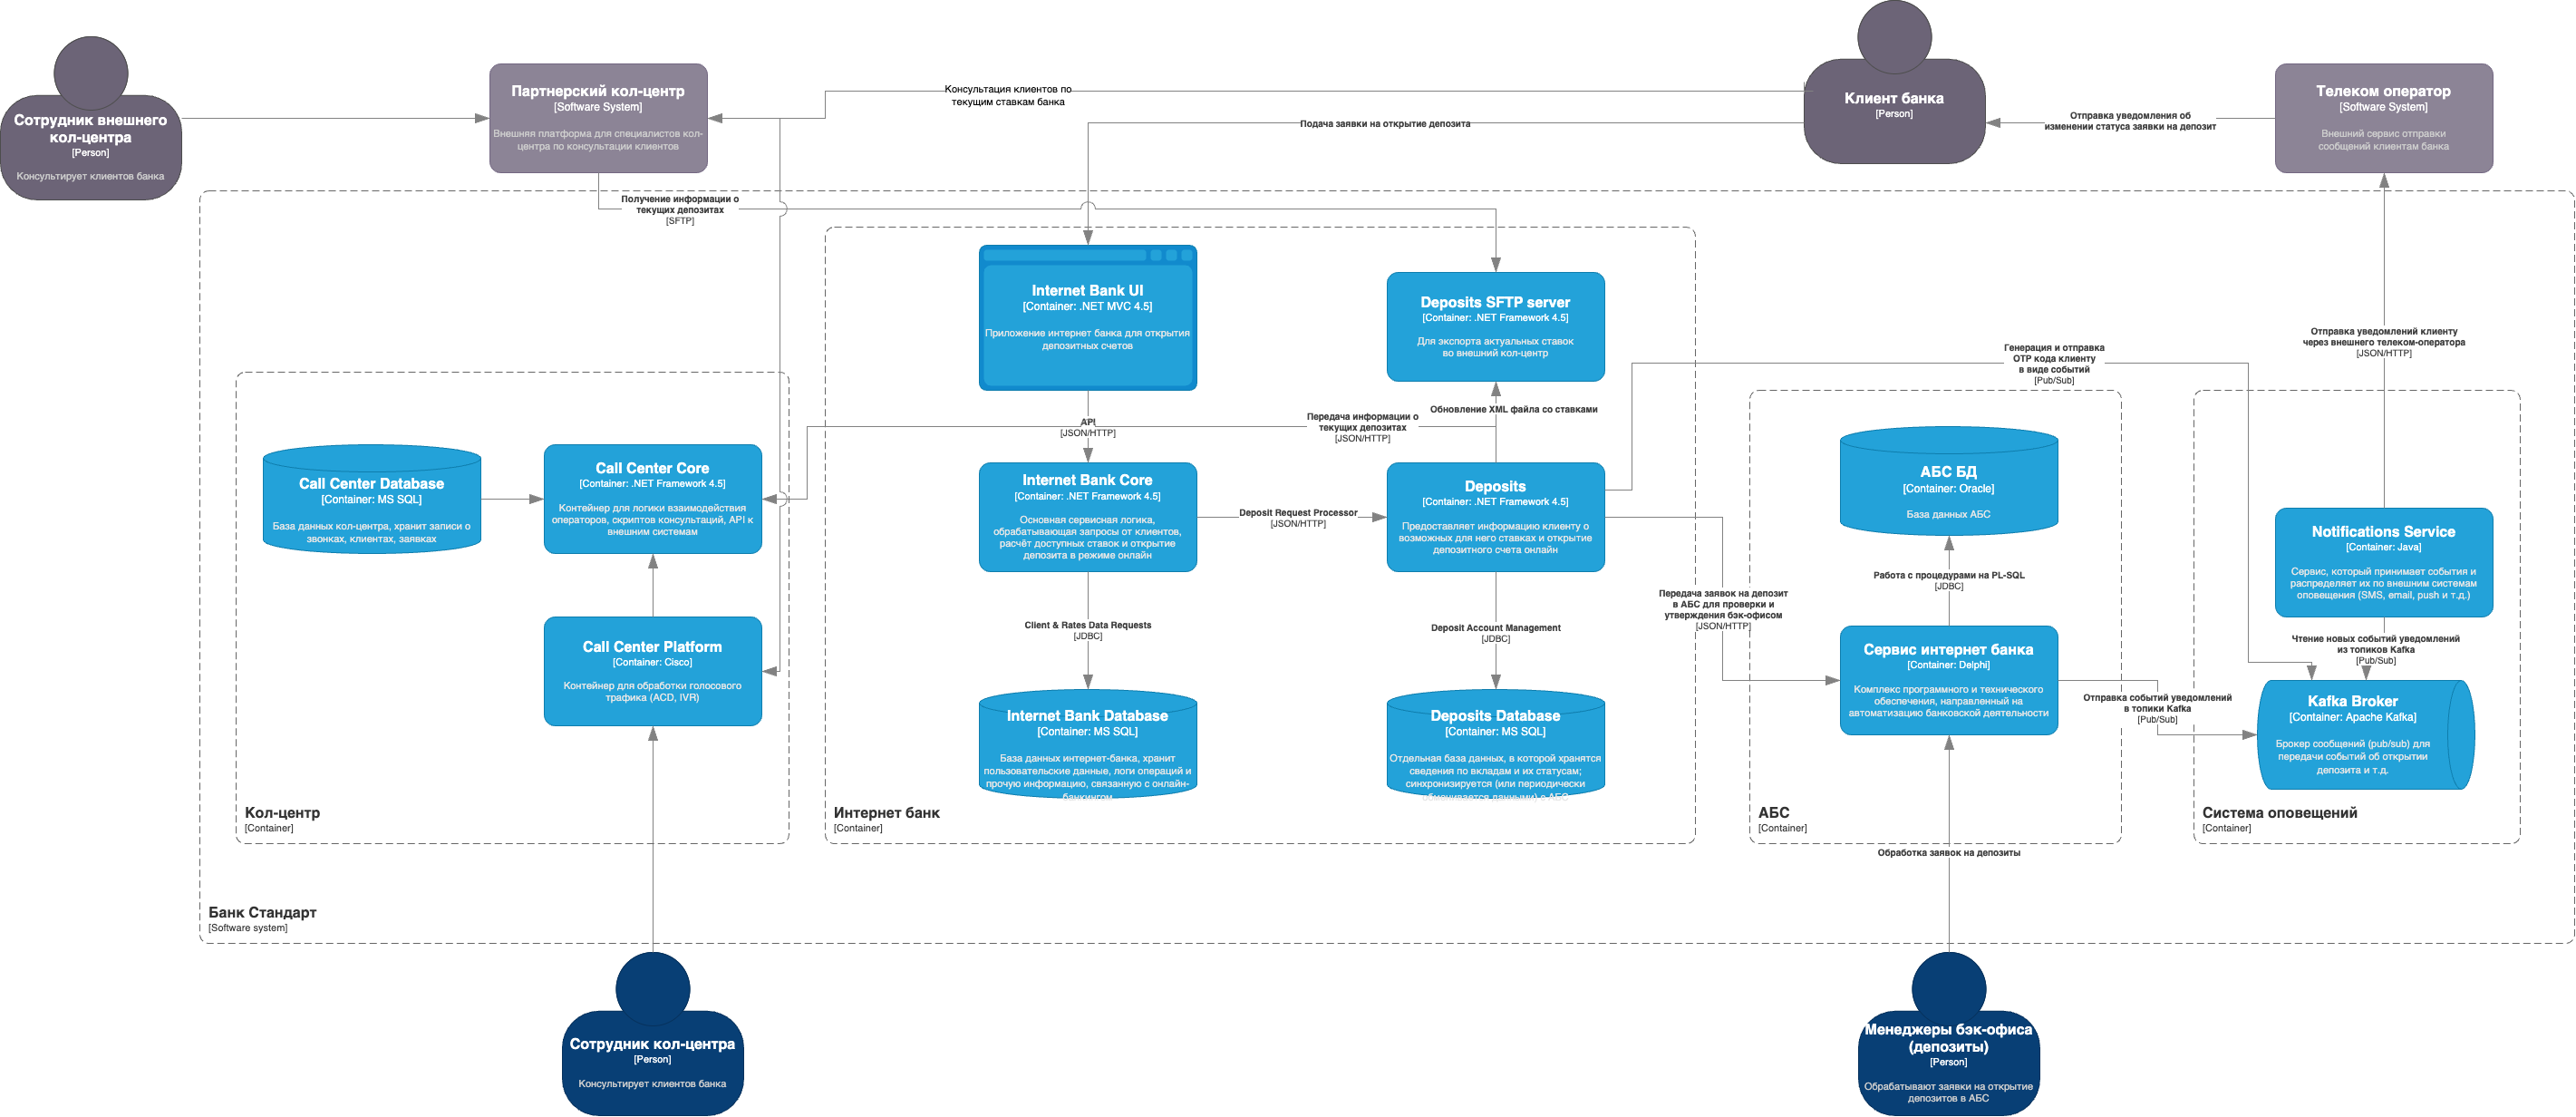 Сотрудник внешнего
кол-центра
[Person]
Консультирует клиентов банка
Партнерский кол-центр
[Software System]
Внешняя платформа для специалистов кол-
центра по консультации клиентов
Консультация клиентов по
текущим ставкам банка
Подача заявки на открытие депозита
Клиент банка
[Person]
Отправка уведомления об
изменении статуса заявки на депозит
Телеком оператор
[Software System]
Внешний сервис отправки
сообщений клиентам банка
Получение информации о
текущих депозитах
[SFTP]
Internet Bank UI
[Container: .NET MVC 4.5]
Приложение интернет банка для открытия
депозитных счетов
Deposits SFTP server
[Container: .NET Framework 4.5]
Для экспорта актуальных ставок
во внешний кол-центр
Генерация и отправка
OTP кода клиенту
в виде событий
[Pub/Sub]
Отправка уведомлений клиенту
через внешнего телеком-оператора
[JSON/HTTP]
API
[JSON/HTTP]
Передача информации о
текущих депозитах
[JSON/HTTP]
Обновление XML файла со ставками
Call Center Database
[Container: MS SQL]
База данных кол-центра, хранит записи о
звонках, клиентах, заявках
Call Center Core
[Container: .NET Framework 4.5]
Контейнер для логики взаимодействия
операторов, скриптов консультаций, API к
внешним системам
Internet Bank Core
[Container: .NET Framework 4.5]
Основная сервисная логика,
обрабатывающая запросы от клиентов,
расчёт доступных ставок и открытие
депозита в режиме онлайн
Deposit Request Processor
[JSON/HTTP]
Deposits
[Container: .NET Framework 4.5]
Предоставляет информацию клиенту о
возможных для него ставках и открытие
депозитного счета онлайн
АБС БД
[Container: Oracle]
База данных АБС
Notifications Service
[Container: Java]
Сервис, который принимает события и
распределяет их по внешним системам
оповещения (SMS, email, push и т.д.)
Работа с процедурами на PL-SQL
[JDBC]
Передача заявок на депозит
в АБС для проверки и
утверждения бэк-офисом
[JSON/HTTP]
Client & Rates Data Requests
[JDBC]
Deposit Account Management
[JDBC]
Чтение новых событий уведомлений
из топиков Kafka
[Pub/Sub]
Call Center Platform
[Container: Cisco]
Контейнер для обработки голосового
трафика (ACD, IVR)
Сервис интернет банка
[Container: Delphi]
Комплекс программного и технического
обеспечения, направленный на
автоматизацию банковской деятельности
Отправка событий уведомлений
в топики Kafka
[Pub/Sub]
Kafka Broker
[Container: Apache Kafka]
Брокер сообщений (pub/sub) для
передачи событий об открытии
депозита и т.д.
Internet Bank Database
[Container: MS SQL]
База данных интернет-банка, хранит
пользовательские данные, логи операций и
прочую информацию, связанную с онлайн-
банкингом
Deposits Database
[Container: MS SQL]
Отдельная база данных, в которой хранятся
сведения по вкладам и их статусам;
синхронизируется (или периодически
обменивается данными) с АБС
Кол-центр
[Container]
Интернет банк
[Container]
АБС
[Container]
Система оповещений
[Container]
Обработка заявок на депозиты
Банк Стандарт
[Software system]
Сотрудник кол-центра
[Person]
Консультирует клиентов банка
Менеджеры бэк-офиса
(депозиты)
[Person]
Обрабатывают заявки на открытие
депозитов в АБС